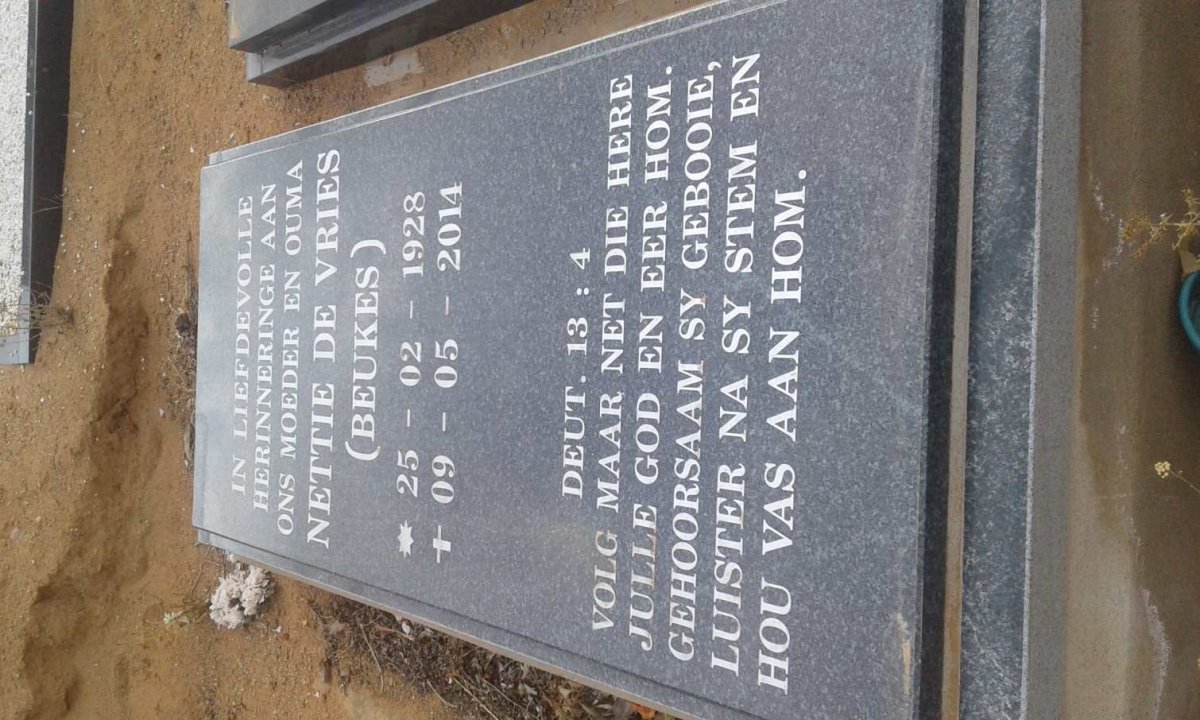 IN LIEFDEVOLLE
HERINNERINGE AAN
ONS MOEDER EN OUMA
NETTIE DE VRIES
(BEUKES)
* 25 - 02 - 1928
+ 09 - 05 - 2014
DEUT. 13 : 4
VOLG MAAR NET DIE HERE
JULLE GOD EN EER HOM.
GEHOORSAAM SY GEBOOIE,
LUISTER NA SY STEM EN
HOU VAS AAN HOM.